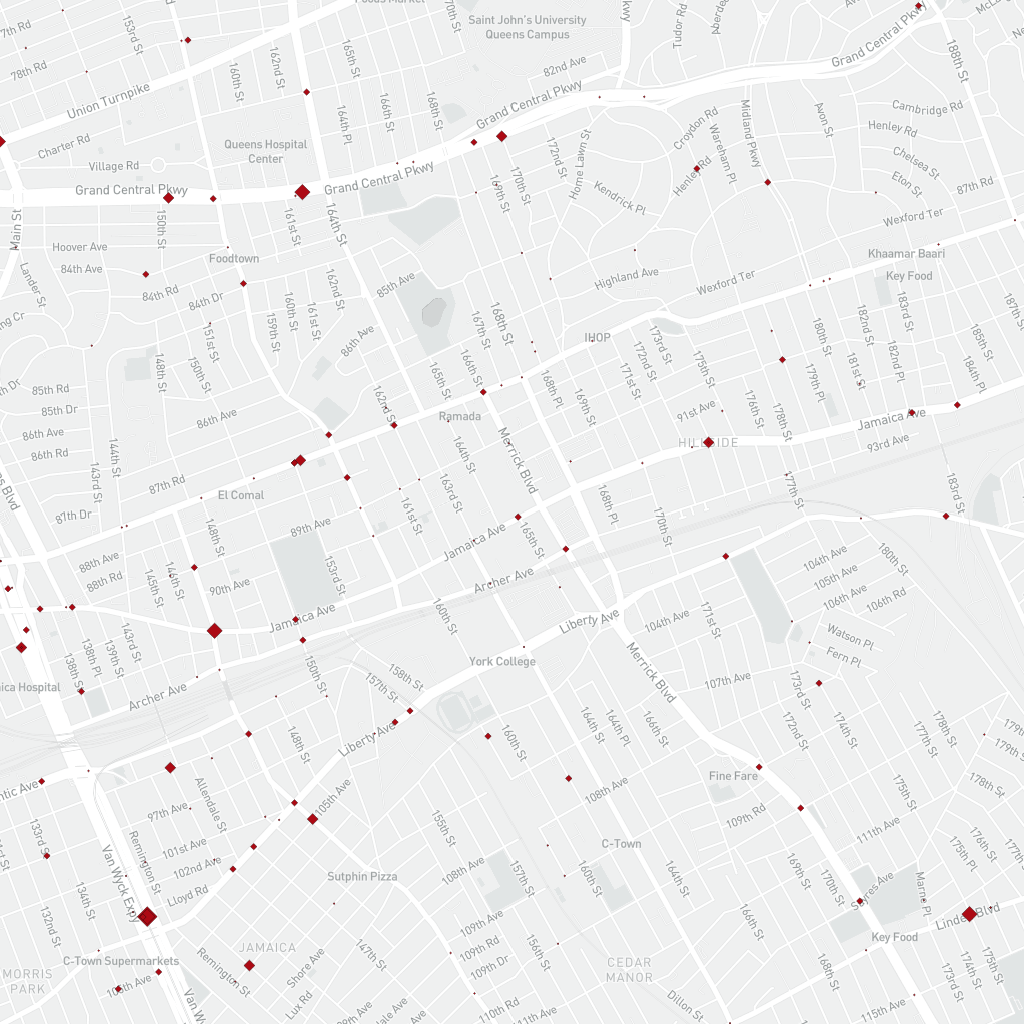 Foods Market
170th St
Saint John's University
Queens Campus
Tudor Rd
Grand Central Pkwy
77th Rd
153rd St
78th Rd
162nd St
165th St
82nd Ave
188th St
160th St
Union Turnpike
164th Pl
166th St
168th St
Grand Central Pkwy
Cambridge Rd
Avon St
Midland Pkwy
Henley Rd
Charter Rd
Queens Hospital
Center
Croydon Rd
Wareham Pl
172nd St
Home Lawn St
Chelsea St
Village Rd
Grand Central Pkwy
Grand Central Pkwy
170th St
169th St
Henley Rd
Eton St
87th Rd
Kendrick Pl
Main St
150th St
161st St
164th St
Wexford Ter
Hoover Ave
Foodtown
Khaamar Baari
Key Food
84th Ave
Lander St
84th Rd
84th Dr
162nd St
85th Ave
Highland Ave
Wexford Ter
183rd St
187th St
160th St
161st St
159th St
151st St
86th Ave
167th St
168th St
IHOP
173rd St
172nd St
180th St
182nd St
185th St
148th St
150th St
166th St
165th St
171st St
175th St
181st St
182nd Pl
184th St
179th Pl
85th Rd
85th Dr
86th Ave
86th Rd
86th Ave
162nd St
Ramada
168th Pl
169th St
91st Ave
176th St
178th St
Jamaica Ave
HILLSIDE
93rd Ave
143rd St
144th St
164th St
Merrick Blvd
87th Rd
El Comal
163rd St
177th St
183rd St
87th Dr
161st St
168th Pl
170th St
148th St
89th Ave
Jamaica Ave
165th St
88th Ave
88th Rd
90th Ave
153rd St
Archer Ave
104th Ave
180th St
145th St
146th St
105th Ave
106th Ave
106th Rd
Jamaica Ave
160th St
Liberty Ave
104th Ave
171st St
Watson Pl
Fern Pl
143rd St
139th St
138th Pl
138th St
150th St
158th St
157th St
York College
Merrick Blvd
107th Ave
173rd St
Archer Ave
164th St
164th Pl
166th St
172nd St
174th St
178th St
177th St
179th St
148th St
Liberty Ave
160th St
Fine Fare
178th St
175th St
Allendale St
97th Ave
105th Ave
108th Ave
109th Rd
133rd St
101st Ave
102nd Ave
Remington St
155th St
C-Town
111th Ave
176th St
175th Pl
177th
Van Wyck Expy
134th St
Lloyd Rd
Sutphin Pizza
108th Ave
157th St
160th St
164th St
169th St
170th St
Sayres Ave
Marne Pl
Linden Blvd
132nd St
109th Ave
Key Food
JAMAICA
147th St
109th Rd
156th St
C-Town Supermarkets
Remington St
Shore Ave
109th Dr
CEDAR
MANOR
168th St
173rd St
174th St
175th St
MORRIS
PARK
106th Ave
Lux Rd
110th Rd
111th Ave
Dillon St
115th Ave